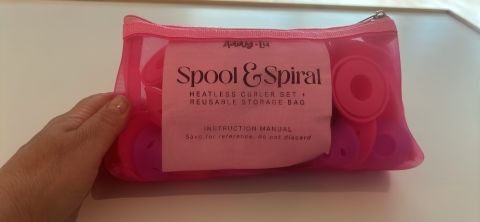 Spool & Spiral
HEATLESS CURLER SET +
REUSABLE STORAGE BAG
INSTRUCTION MANUAL
Save for reference, do not discard